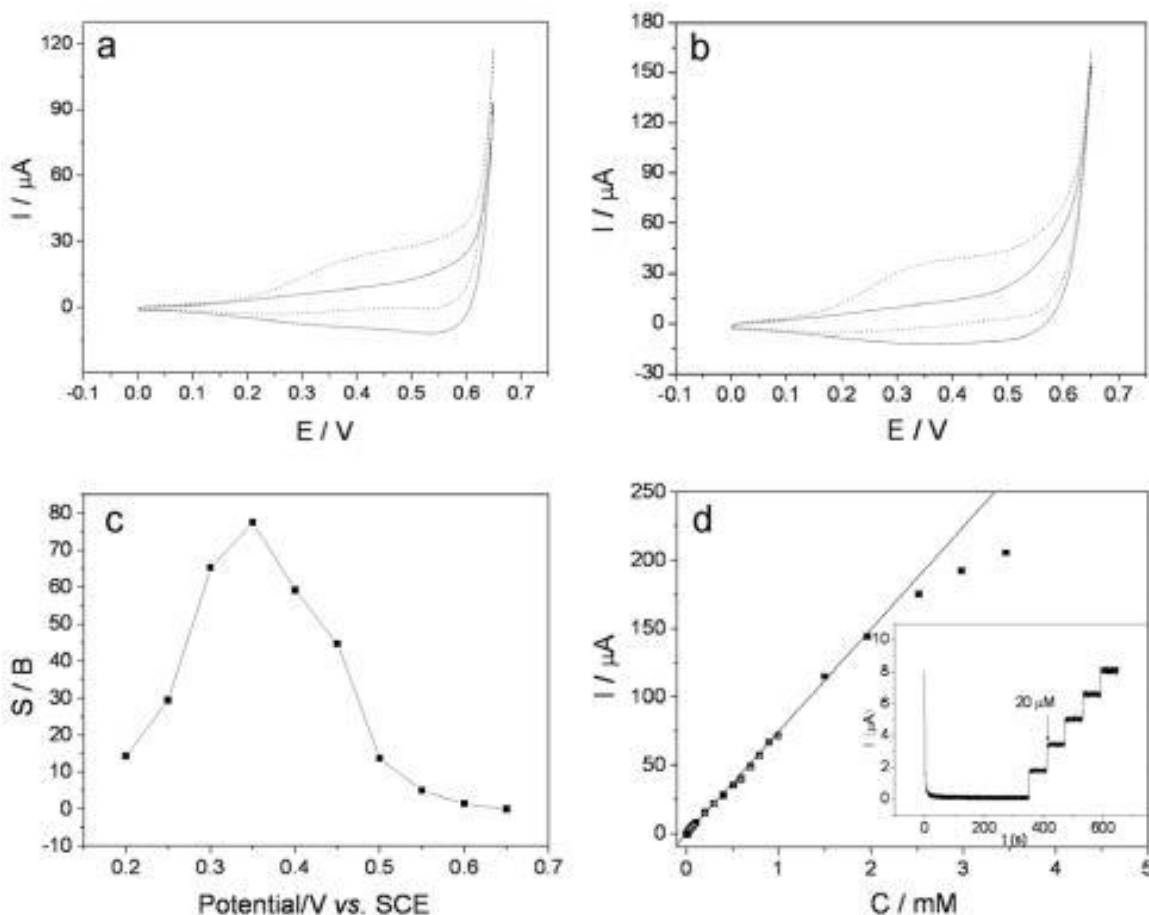 a
120
90
60
30
0
I / µA
-0.1 0.0 0.1 0.2 0.3 0.4 0.5 0.6 0.7
E / V
b
180
150
120
90
60
30
0
-30
I / µA
-0.1 0.0 0.1 0.2 0.3 0.4 0.5 0.6 0.7
E / V
c
80
70
60
50
40
30
20
10
0
-10
S / B
0.2 0.3 0.4 0.5 0.6 0.7
Potential/V vs. SCE
d
250
200
150
100
50
0
I / µA
0 1 2 3 4 5
C / mM
10
8
6
4
2
0
I (µA)
20 µM
0 200 400 600
t (s)